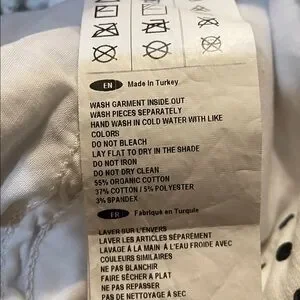 EN Made in Turkey
WASH GARMENT INSIDE OUT
WASH PIECES SEPARATELY
HAND WASH IN COLD WATER WITH LIKE
COLORS
DO NOT BLEACH
LAY FLAT TO DRY IN THE SHADE
DO NOT IRON
DO NOT DRY CLEAN
55% ORGANIC COTTON
37% COTTON / 5% POLYESTER
3% SPANDEX
FR Fabriqué en Turquie
LAVER SUR L'ENVERS
LAVER LES ARTICLES SÉPARÉMENT
LAVAGE À LA MAIN À L'EAU FROIDE AVEC
COULEURS SIMILAIRES
NE PAS BLANCHIR
FAIRE SÉCHER À PLAT
NE PAS REPASSER
PAS DE NETTOYAGE À SEC